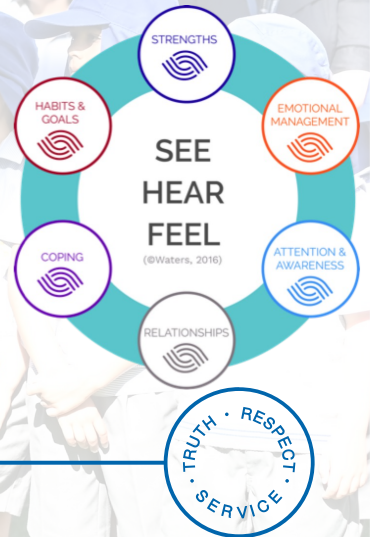 STRENGTHS
HABITS &
GOALS
EMOTIONAL
MANAGEMENT
SEE
HEAR
FEEL
(©Waters, 2016)
COPING
ATTENTION &
AWARENESS
RELATIONSHIPS
TRUTH · RESPECT · SERVICE ·